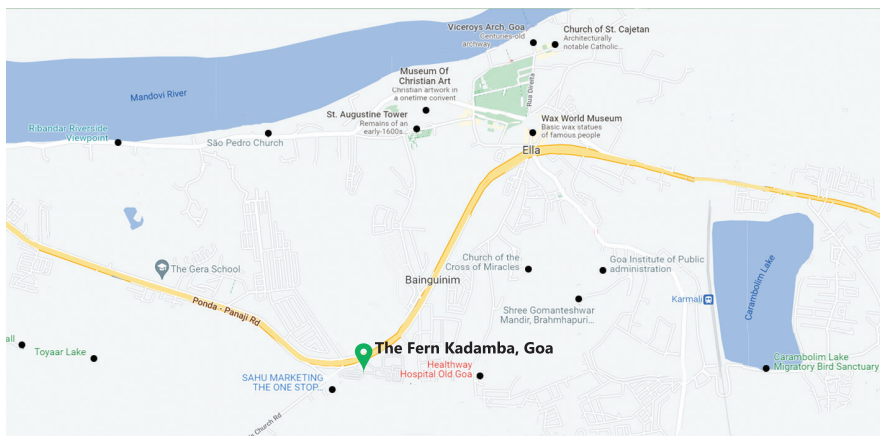 Viceroys Arch, Goa
Centuries-old
archway
Church of St. Cajetan
Architecturally
notable Catholic...
Museum Of
Christian Art
Christian artwork in
a onetime convent
Mandovi River
Rua Direita
St. Augustine Tower
Remains of an
early-1600s...
Wax World Museum
Basic wax statues
of famous people
Ribandar Riverside
Viewpoint
São Pedro Church
Ella
The Gera School
Church of the
Cross of Miracles
Goa Institute of Public
administration
Bainguinim
Carambolim Lake
Ponda - Panaji Rd
Karmali
Shree Gomanteshwar
Mandir, Brahmhapuri...
all
Toyaar Lake
The Fern Kadamba, Goa
Healthway
Hospital Old Goa
Carambolim Lake
Migratory Bird Sanctuary
SAHU MARKETING
THE ONE STOP...
Church Rd